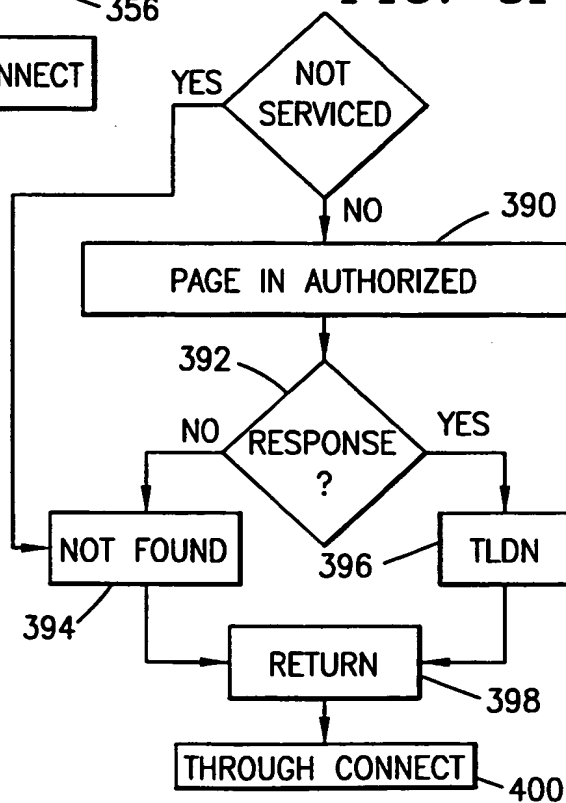 356
YES
NOT
SERVICED
NO
390
PAGE IN AUTHORIZED
392
NO
RESPONSE
?
YES
NOT FOUND
396
TLDN
394
RETURN
398
THROUGH CONNECT
400